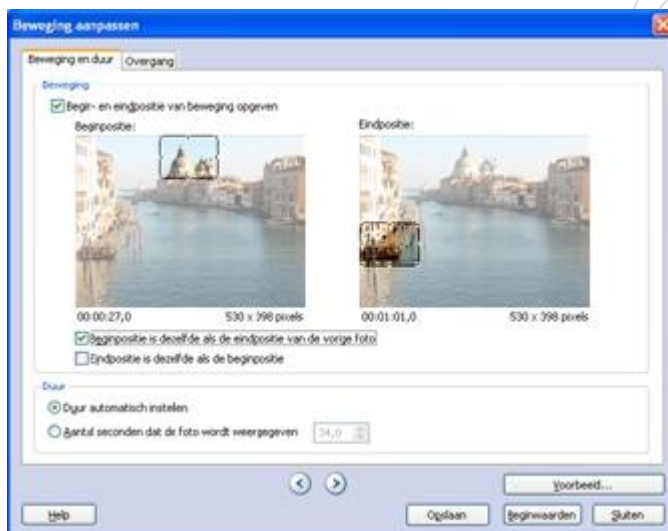 Beweging aanpassen
Beweging en duur Overgang
Beweging
Begin- en eindpositie van beweging opgeven
Beginpositie: Eindpositie:
00:00:27,0 530 x 398 pixels 00:01:01,0 530 x 398 pixels
Beginpositie is dezelfde als de eindpositie van de vorige foto
Eindpositie is dezelfde als de beginpositie
Duur
Duur automatisch instellen
Aantal seconden dat de foto wordt weergegeven 34,0
Voorbeeld...
Help Opslaan Beginwaarden Sluiten